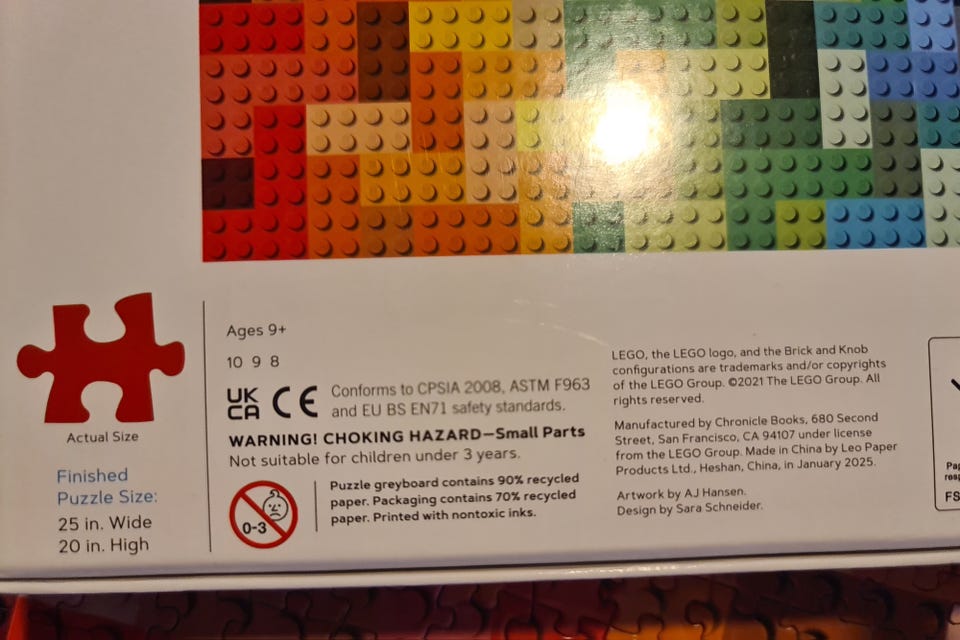 Actual Size
Finished
Puzzle Size:
25 in. Wide
20 in. High
Ages 9+
10 9 8
UK
CA
CE
Conforms to CPSIA 2008, ASTM F963
and EU BS EN71 safety standards.
WARNING! CHOKING HAZARD—Small Parts
Not suitable for children under 3 years.
0-3
Puzzle greyboard contains 90% recycled
paper. Packaging contains 70% recycled
paper. Printed with nontoxic inks.
LEGO, the LEGO logo, and the Brick and Knob
configurations are trademarks and/or copyrights
of the LEGO Group. ©2021 The LEGO Group. All
rights reserved.
Manufactured by Chronicle Books, 680 Second
Street, San Francisco, CA 94107 under license
from the LEGO Group. Made in China by Leo Paper
Products Ltd., Heshan, China, in January 2025.
Artwork by AJ Hansen.
Design by Sara Schneider.